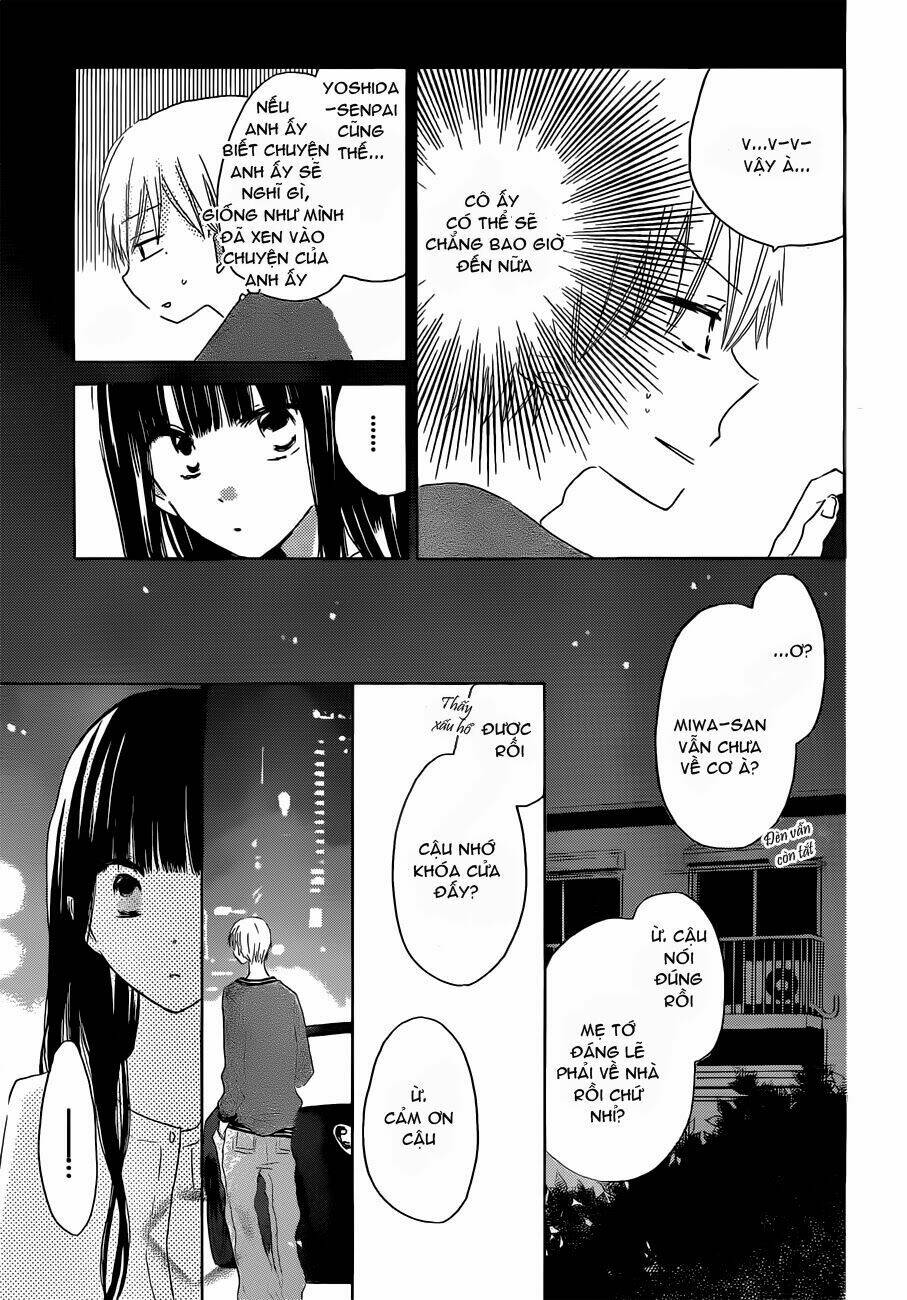 V...V-V-
VẬY À...
CÔ ẤY
CÓ THỂ SẼ
CHẲNG BAO GIỜ
ĐẾN NỮA
YOSHIDA
-SENPAI
CŨNG
THẾ...
NẾU
ANH ẤY
BIẾT CHUYỆN
ANH ẤY SẼ
NGHĨ GÌ,
GIỐNG NHƯ MÌNH
ĐÃ XEN VÀO
CHUYỆN CỦA
ANH ẤY
........
...Ơ?
MIWA-SAN
VẪN CHƯA
VỀ CƠ À?
Đèn vẫn
còn tắt
Ừ, CẬU
NÓI
ĐÚNG
RỒI
MẸ TỚ
ĐÁNG LẼ
PHẢI VỀ NHÀ
RỒI CHỨ
NHỈ?
Thấy
xấu hổ
ĐƯỢC
RỒI
CẬU NHỚ
KHÓA CỬA
ĐẤY?
Ừ,
CẢM ƠN
CẬU